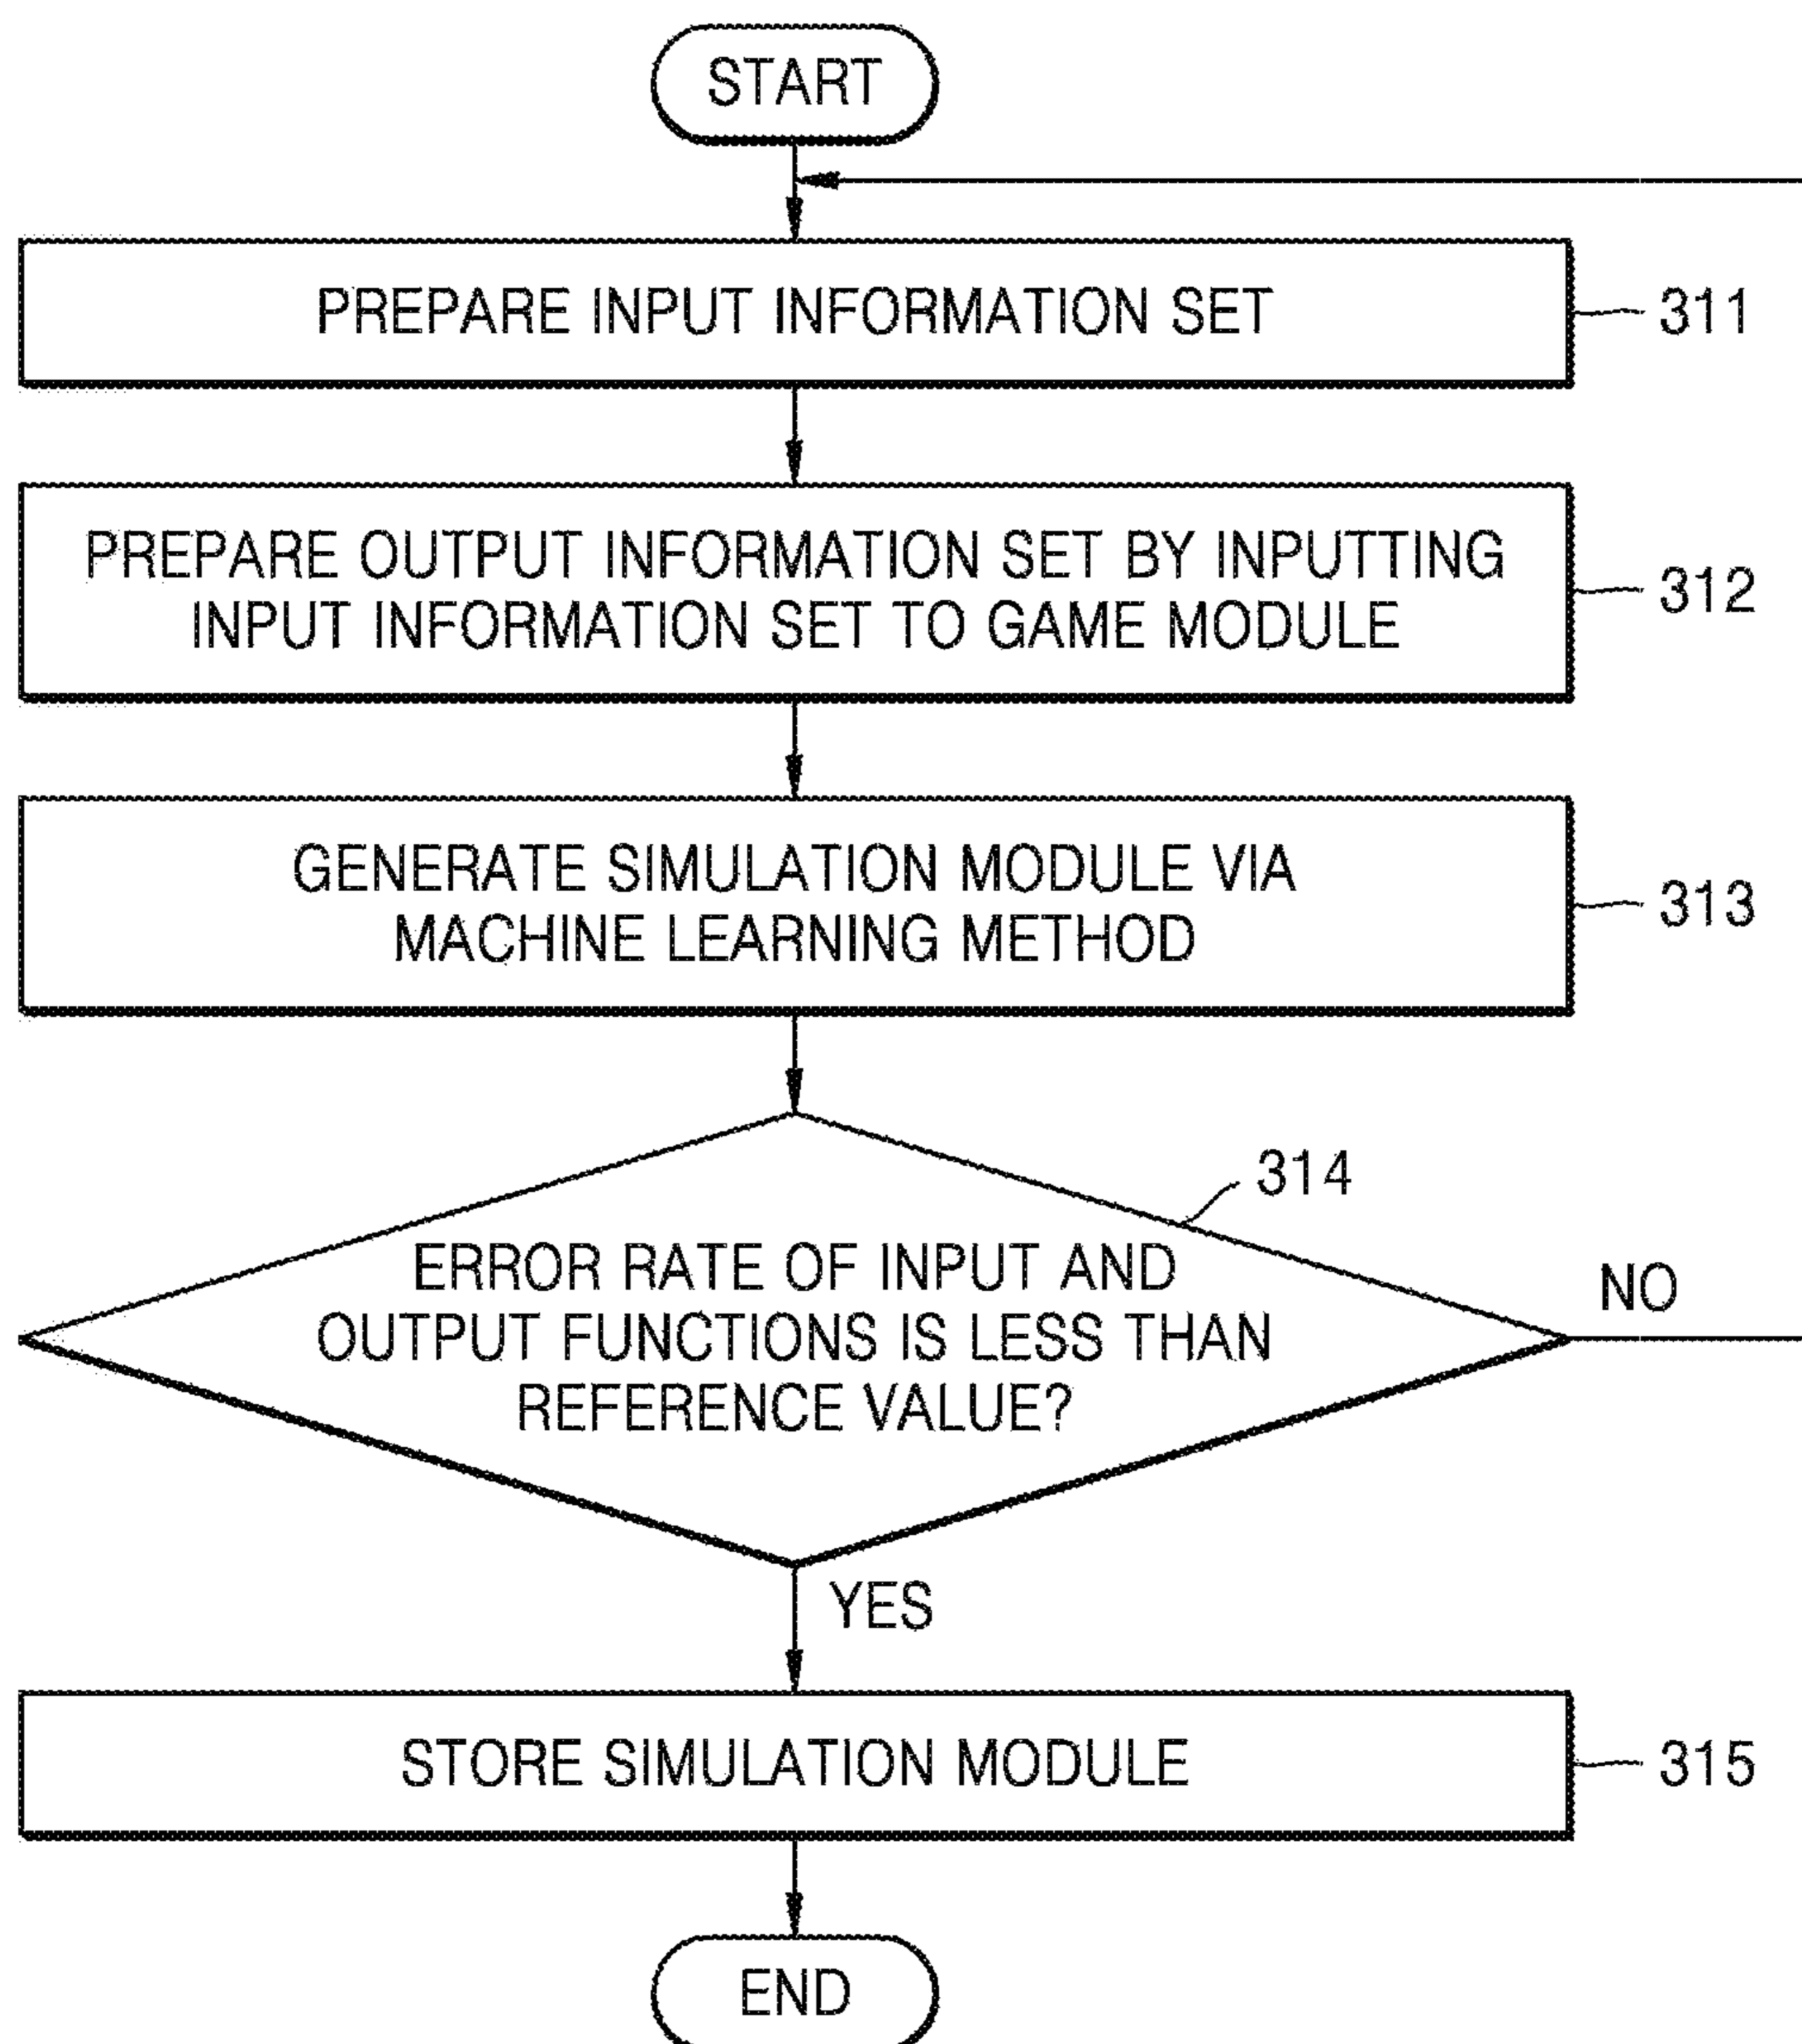 START
PREPARE INPUT INFORMATION SET
311
PREPARE OUTPUT INFORMATION SET BY INPUTTING
INPUT INFORMATION SET TO GAME MODULE
312
GENERATE SIMULATION MODULE VIA
MACHINE LEARNING METHOD
313
314
ERROR RATE OF INPUT AND
OUTPUT FUNCTIONS IS LESS THAN
REFERENCE VALUE?
NO
YES
STORE SIMULATION MODULE
315
END